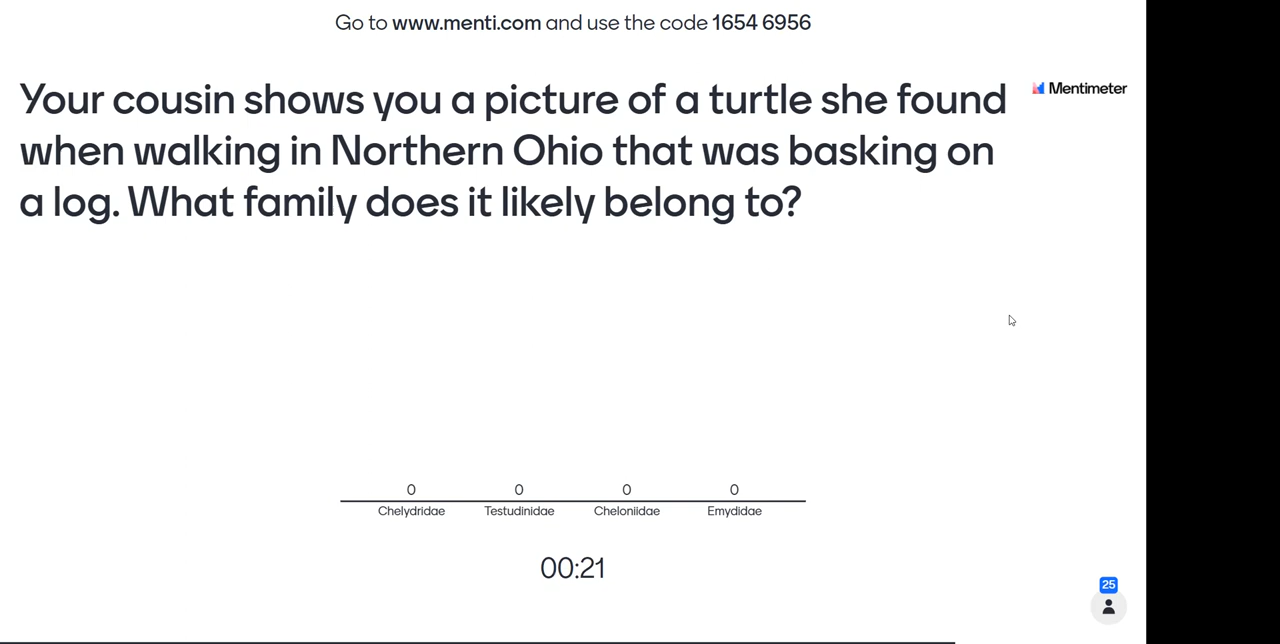 Go to www.menti.com and use the code 1654 6956
Your cousin shows you a picture of a turtle she found
when walking in Northern Ohio that was basking on
a log. What family does it likely belong to?
Mentimeter
0 0 0 0
Chelydridae Testudinidae Cheloniidae Emydidae
00:21
25